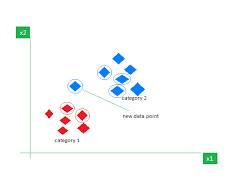 x2
category 2
new data point
category 1
x1